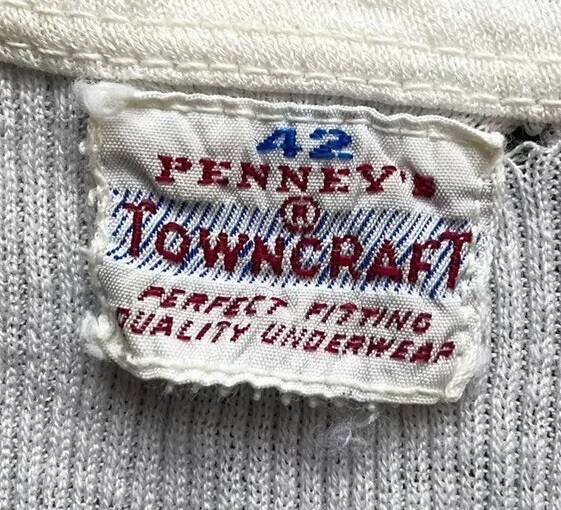 42
PENNEY'S
®
TOWNCRAFT
PERFECT FITTING
QUALITY UNDERWEAR